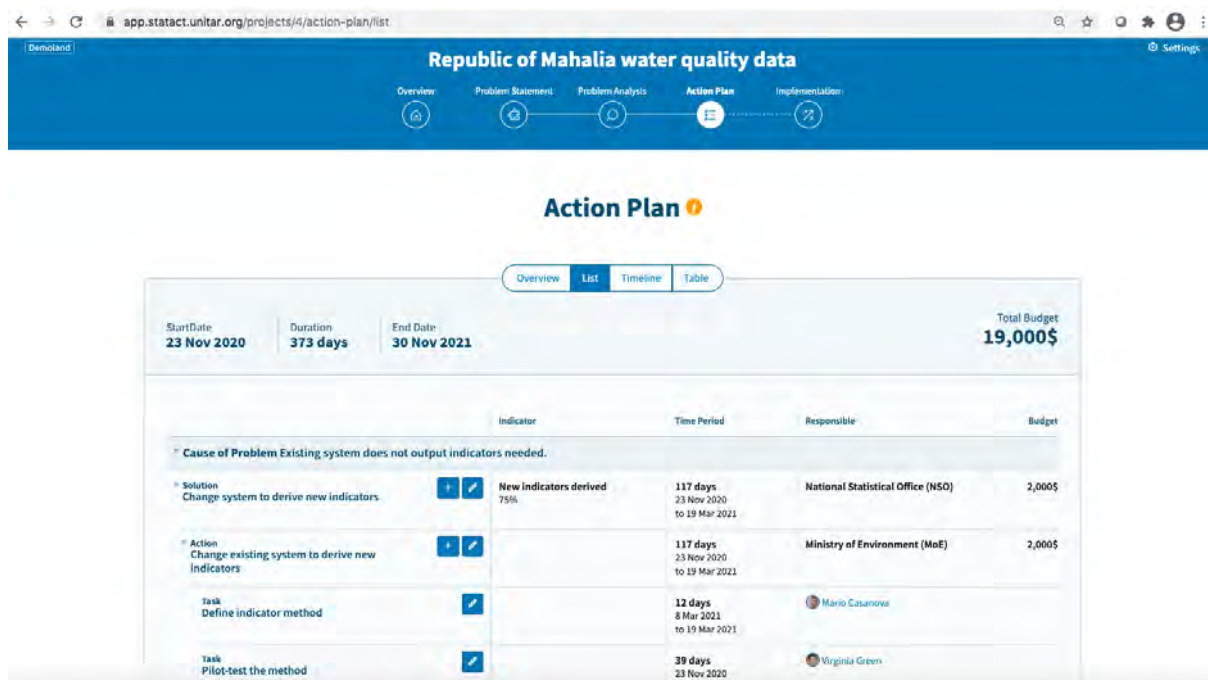 app.statact.unitar.org/projects/4/action-plan/list
Demoland
Settings
Republic of Mahalia water quality data
Overview Problem Statement Problem Analysis Action Plan Implementation
Action Plan
Overview List Timeline Table
StartDate Duration End Date Total Budget
23 Nov 2020 373 days 30 Nov 2021 19,000$
Indicator Time Period Responsible Budget
Cause of Problem Existing system does not output indicators needed.
Solution New indicators derived 117 days National Statistical Office (NSO) 2,000$
Change system to derive new indicators 75% 23 Nov 2020
to 19 Mar 2021
Action 117 days Ministry of Environment (MoE) 2,000$
Change existing system to derive new 23 Nov 2020
indicators to 19 Mar 2021
Task 12 days Mario Casanova
Define indicator method 8 Mar 2021
to 19 Mar 2021
Task 39 days Virginia Green
Pilot-test the method 23 Nov 2020